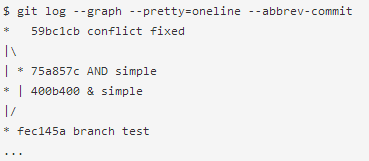 $ git log --graph --pretty=oneline --abbrev-commit
*   59bc1cb conflict fixed
|\
| * 75a857c AND simple
* | 400b400 & simple
|/
* fec145a branch test
...